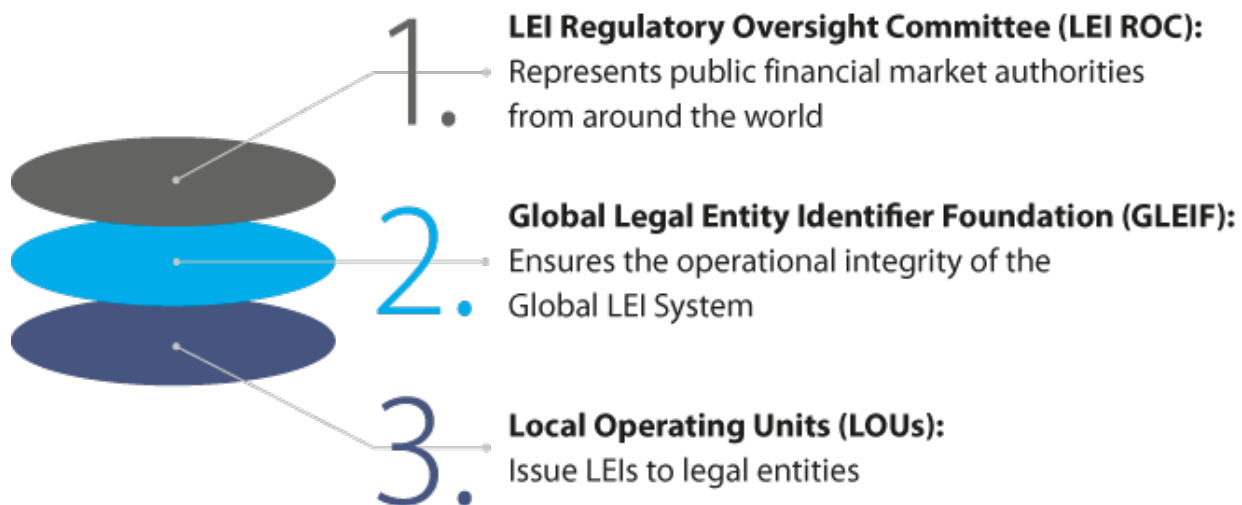 1.
LEI Regulatory Oversight Committee (LEI ROC):
Represents public financial market authorities
from around the world
2.
Global Legal Entity Identifier Foundation (GLEIF):
Ensures the operational integrity of the
Global LEI System
3.
Local Operating Units (LOUs):
Issue LEIs to legal entities